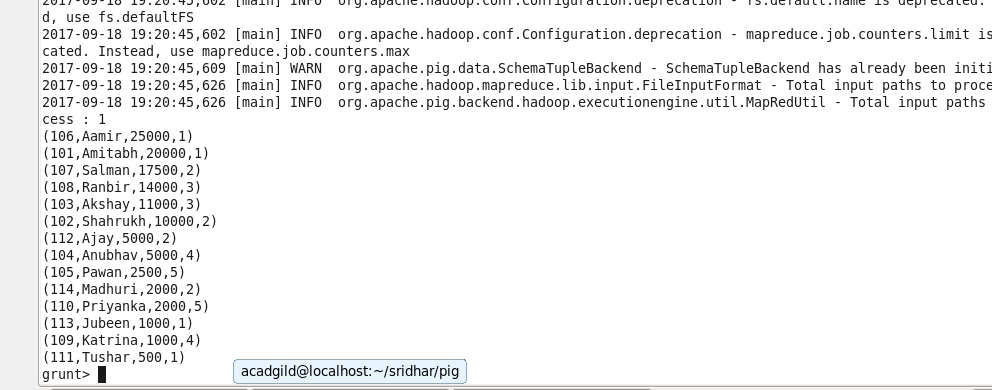 2017-09-18 19:20:45,602 [main] INFO  org.apache.hadoop.conf.Configuration.deprecation - fs.default.name is deprecated.
d, use fs.defaultFS
2017-09-18 19:20:45,602 [main] INFO  org.apache.hadoop.conf.Configuration.deprecation - mapreduce.job.counters.limit is
cated. Instead, use mapreduce.job.counters.max
2017-09-18 19:20:45,609 [main] WARN  org.apache.pig.data.SchemaTupleBackend - SchemaTupleBackend has already been initi
2017-09-18 19:20:45,626 [main] INFO  org.apache.hadoop.mapreduce.lib.input.FileInputFormat - Total input paths to proce
2017-09-18 19:20:45,626 [main] INFO  org.apache.pig.backend.hadoop.executionengine.util.MapRedUtil - Total input paths
cess : 1
(106,Aamir,25000,1)
(101,Amitabh,20000,1)
(107,Salman,17500,2)
(108,Ranbir,14000,3)
(103,Akshay,11000,3)
(102,Shahrukh,10000,2)
(112,Ajay,5000,2)
(104,Anubhav,5000,4)
(105,Pawan,2500,5)
(114,Madhuri,2000,2)
(110,Priyanka,2000,5)
(113,Jubeen,1000,1)
(109,Katrina,1000,4)
(111,Tushar,500,1)
grunt>
acadgild@localhost:~/sridhar/pig